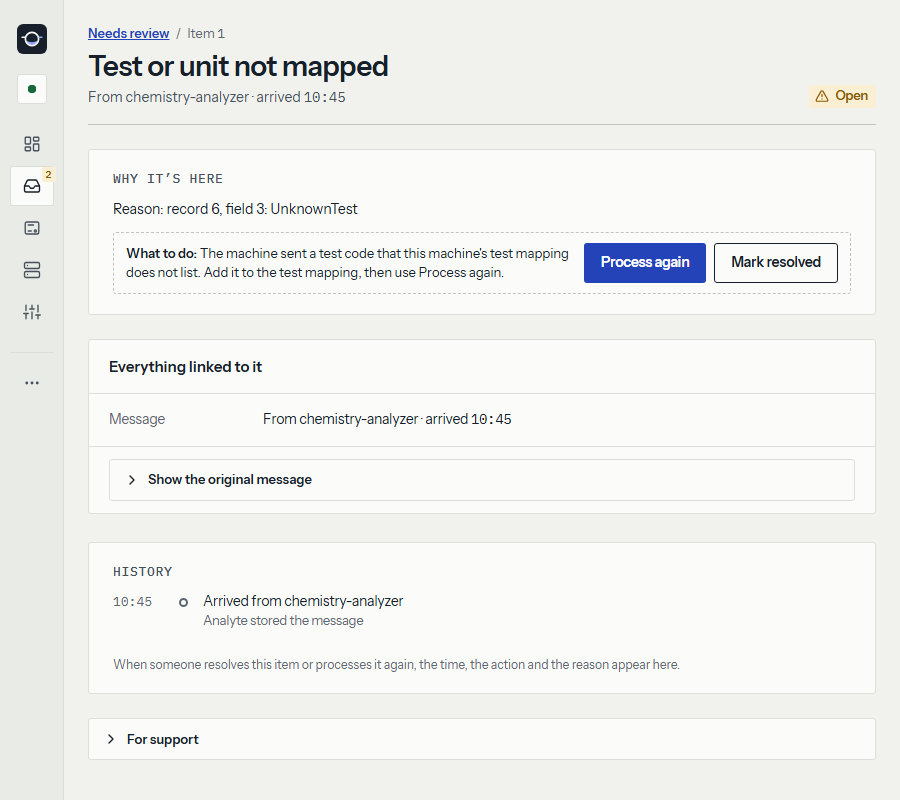 Needs review / Item 1
Test or unit not mapped
From chemistry-analyzer · arrived 10:45
Open
2
WHY IT'S HERE
Reason: record 6, field 3: UnknownTest
What to do: The machine sent a test code that this machine's test mapping
does not list. Add it to the test mapping, then use Process again.
Process again
Mark resolved
Everything linked to it
Message From chemistry-analyzer · arrived 10:45
Show the original message
HISTORY
10:45 Arrived from chemistry-analyzer
Analyte stored the message
When someone resolves this item or processes it again, the time, the action and the reason appear here.
For support